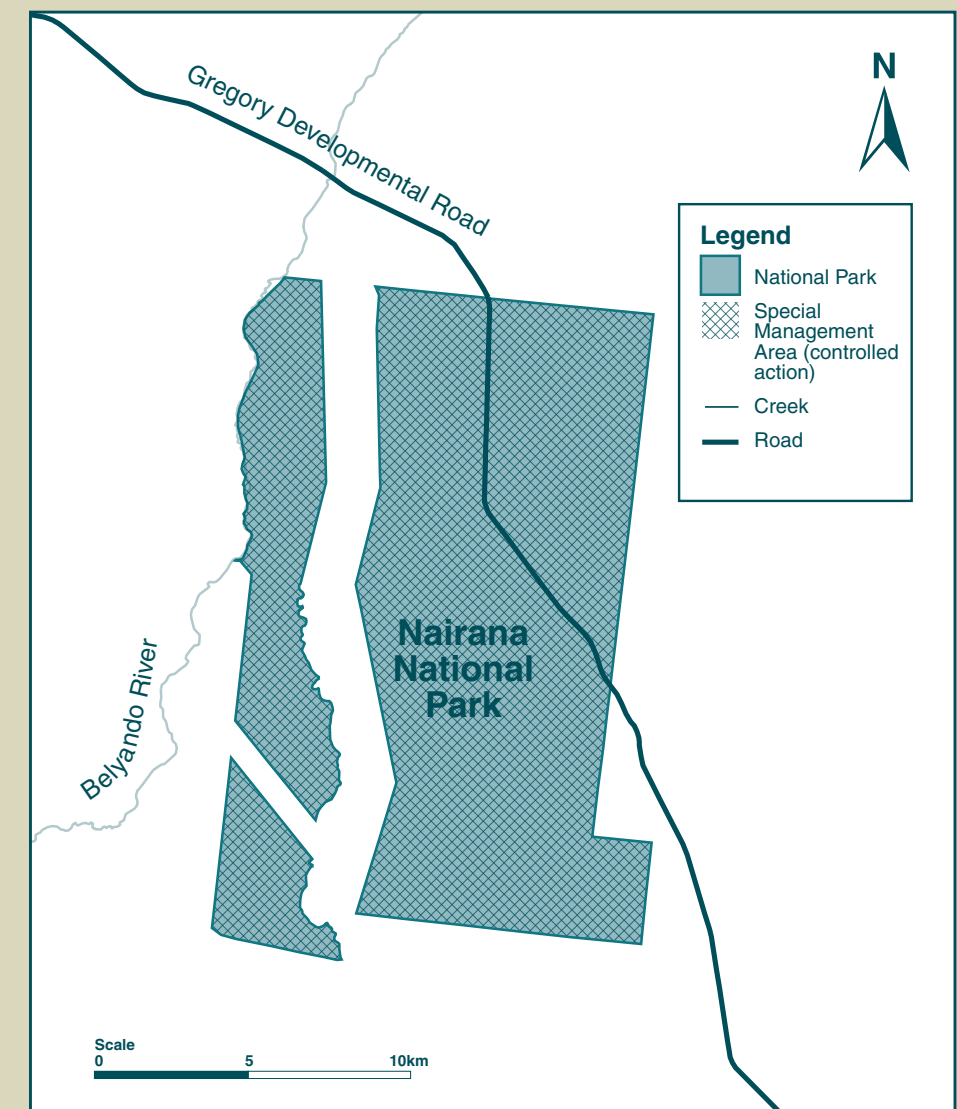 N
Gregory Developmental Road
Legend
National Park
Special
Management
Area (controlled
action)
Creek
Road
Nairana
National
Park
Belyando River
Scale
0 5 10km